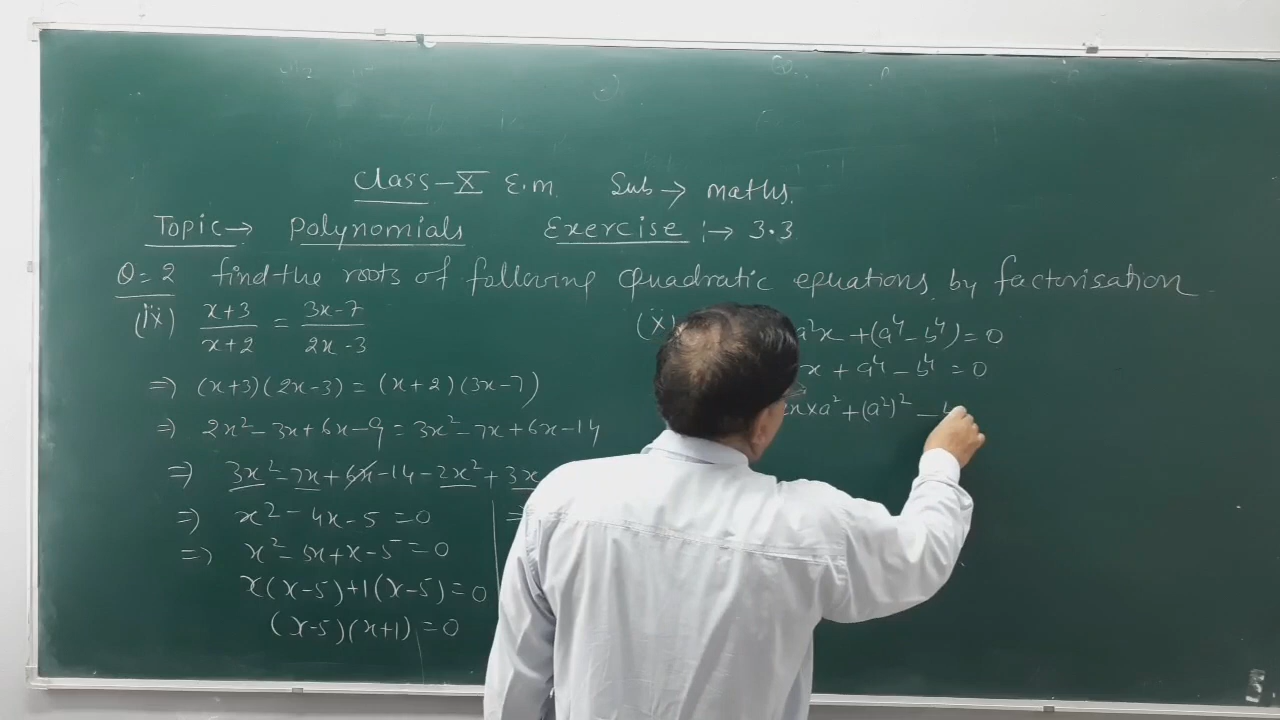 Class-X E.m. Sub → maths.
Topic → Polynomials Exercise :→ 3.3
Q=2 find the roots of following quadratic equations by factorisation
(ix) x+3/x+2 = 3x-7/2x-3
⇒ (x+3)(2x-3) = (x+2)(3x-7)
⇒ 2x²-3x+6x-9 = 3x²-7x+6x-14
⇒ 3x²-7x+6x-14-2x²+3x
⇒ x²-4x-5=0
⇒ x²-5x+x-5=0
x(x-5)+1(x-5)=0
(x-5)(x+1)=0
(x) a²x+(a⁴-b⁴)=0
x+a⁴-b⁴=0
x×a²+(a²)²-